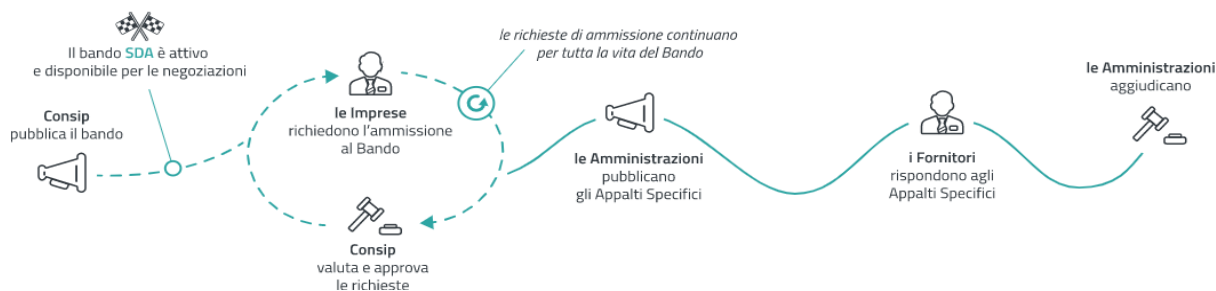 Il bando SDA è attivo
e disponibile per le negoziazioni
Consip
pubblica il bando
le Imprese
richiedono l'ammissione
al Bando
le richieste di ammissione continuano
per tutta la vita del Bando
Consip
valuta e approva
le richieste
le Amministrazioni
pubblicano
gli Appalti Specifici
i Fornitori
rispondono agli
Appalti Specifici
le Amministrazioni
aggiudicano